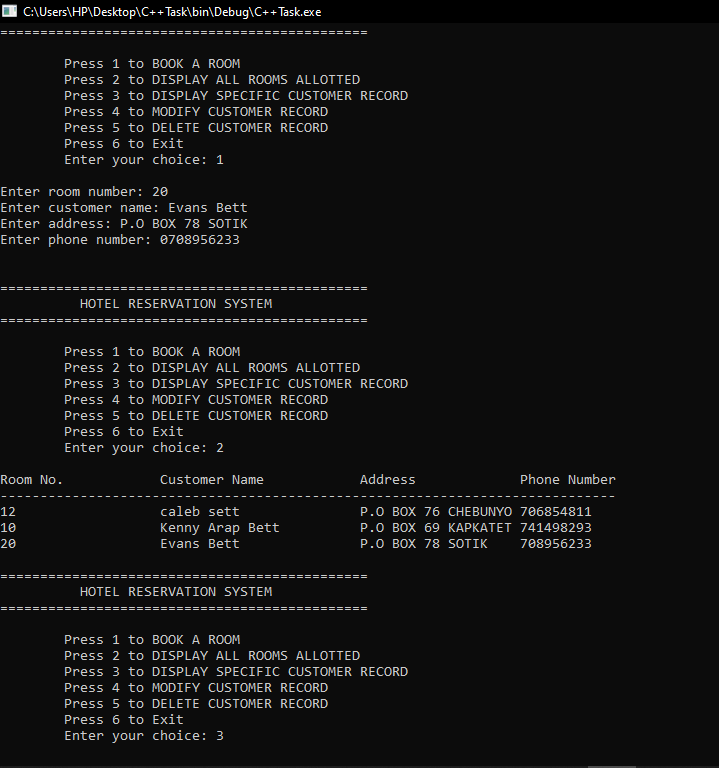 C:\Users\HP\Desktop\C++Task\bin\Debug\C++Task.exe
==============================================
Press 1 to BOOK A ROOM
Press 2 to DISPLAY ALL ROOMS ALLOTTED
Press 3 to DISPLAY SPECIFIC CUSTOMER RECORD
Press 4 to MODIFY CUSTOMER RECORD
Press 5 to DELETE CUSTOMER RECORD
Press 6 to Exit
Enter your choice: 1
Enter room number: 20
Enter customer name: Evans Bett
Enter address: P.O BOX 78 SOTIK
Enter phone number: 0708956233
==============================================
HOTEL RESERVATION SYSTEM
==============================================
Press 1 to BOOK A ROOM
Press 2 to DISPLAY ALL ROOMS ALLOTTED
Press 3 to DISPLAY SPECIFIC CUSTOMER RECORD
Press 4 to MODIFY CUSTOMER RECORD
Press 5 to DELETE CUSTOMER RECORD
Press 6 to Exit
Enter your choice: 2
Room No. Customer Name Address Phone Number
-----------------------------------------------------------------------------
12 caleb sett P.O BOX 76 CHEBUNYO 706854811
10 Kenny Arap Bett P.O BOX 69 KAPKATET 741498293
20 Evans Bett P.O BOX 78 SOTIK 708956233
==============================================
HOTEL RESERVATION SYSTEM
==============================================
Press 1 to BOOK A ROOM
Press 2 to DISPLAY ALL ROOMS ALLOTTED
Press 3 to DISPLAY SPECIFIC CUSTOMER RECORD
Press 4 to MODIFY CUSTOMER RECORD
Press 5 to DELETE CUSTOMER RECORD
Press 6 to Exit
Enter your choice: 3